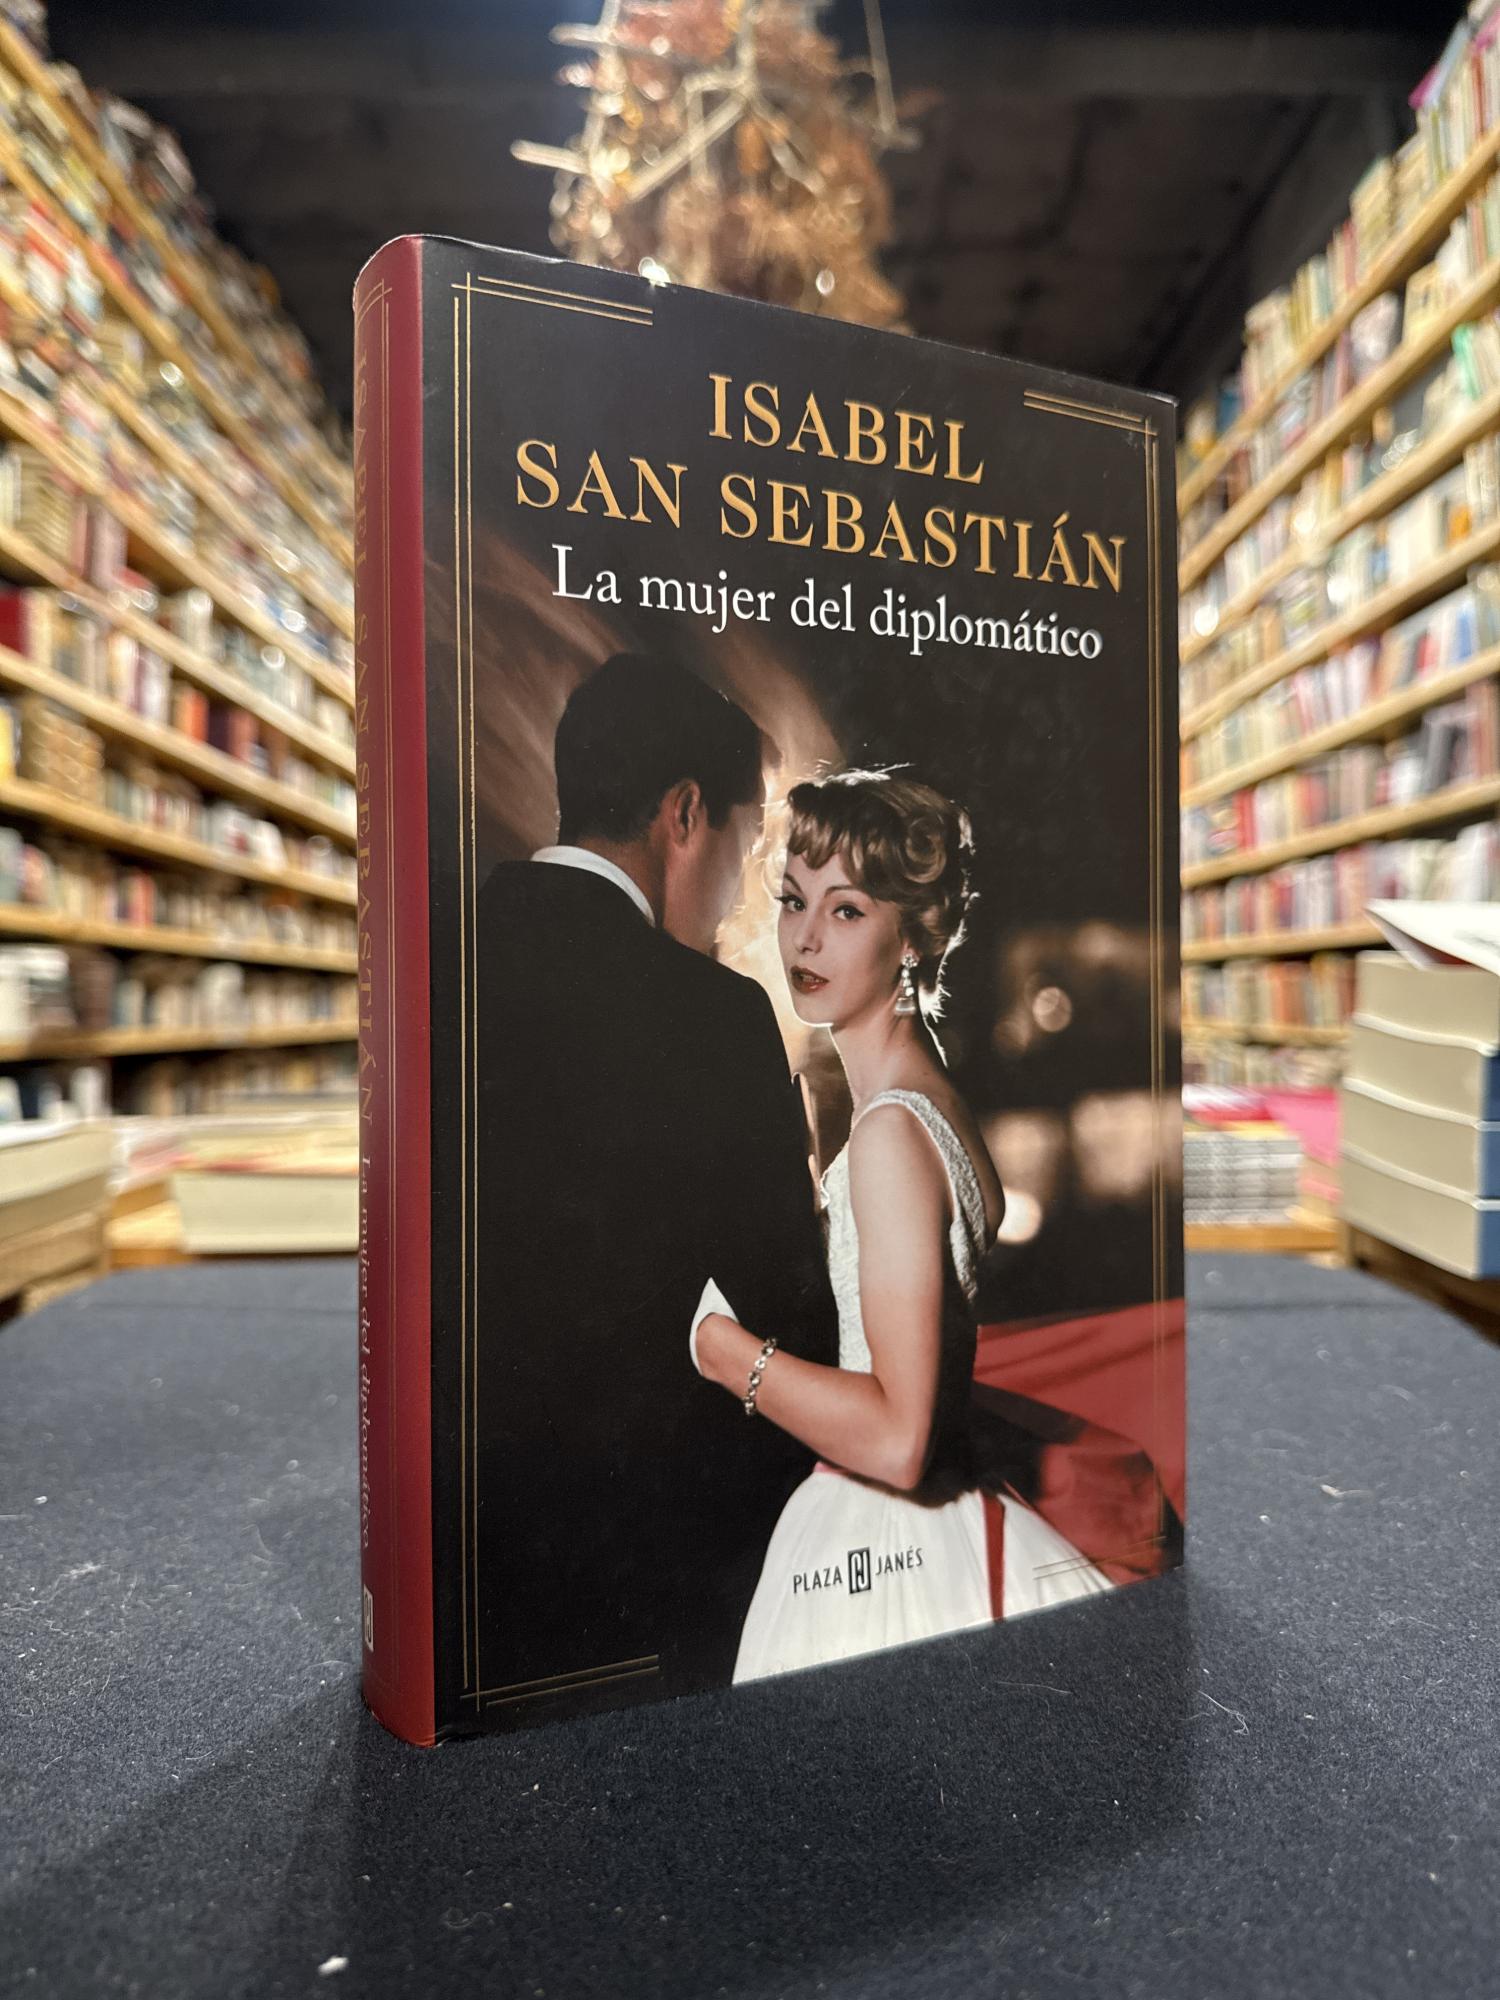 ISABEL
SAN SEBASTIÁN
La mujer del diplomático
PLAZA JANÉS
ISABEL SAN SEBASTIÁN La mujer del diplomático